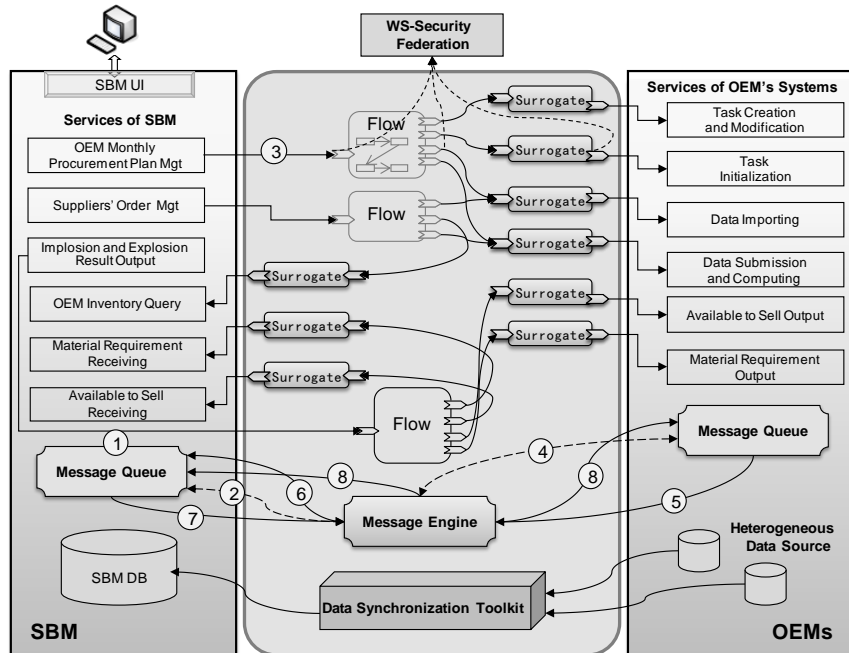 WS-Security
Federation
SBM UI
Services of SBM
OEM Monthly
Procurement Plan Mgt
Suppliers' Order Mgt
Implosion and Explosion
Result Output
OEM Inventory Query
Material Requirement
Receiving
Available to Sell
Receiving
1
Message Queue
2
7
6
8
SBM DB
SBM
3
Flow
Flow
Surrogate
Surrogate
Surrogate
Surrogate
Surrogate
Surrogate
Surrogate
Surrogate
Surrogate
Flow
4
8
5
Message Engine
Data Synchronization Toolkit
Services of OEM's Systems
Task Creation
and Modification
Task
Initialization
Data Importing
Data Submission
and Computing
Available to Sell Output
Material Requirement
Output
Message Queue
Heterogeneous
Data Source
OEMs